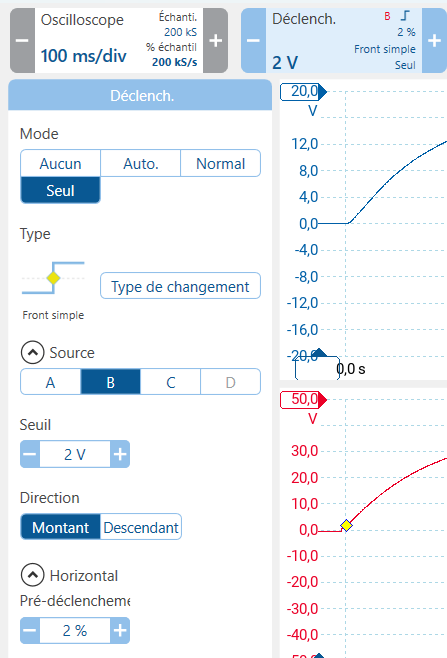 Oscilloscope
Échanti.
200 kS
% échantil
200 kS/s
100 ms/div
−
+
Déclench.
B
2 %
Front simple
Seul
2 V
−
+
Déclench.
Mode
Aucun
Auto.
Normal
Seul
Type
Front simple
Type de changement
Source
A
B
C
D
Seuil
− 2 V +
Direction
Montant
Descendant
Horizontal
Pré-déclencheme
− 2 % +
20,0
V
12,0
8,0
4,0
0,0
-4,0
-8,0
-12,0
-16,0
-20,0
0,0 s
50,0
V
30,0
20,0
10,0
0,0
-10,0
-20,0
-30,0
-40,0